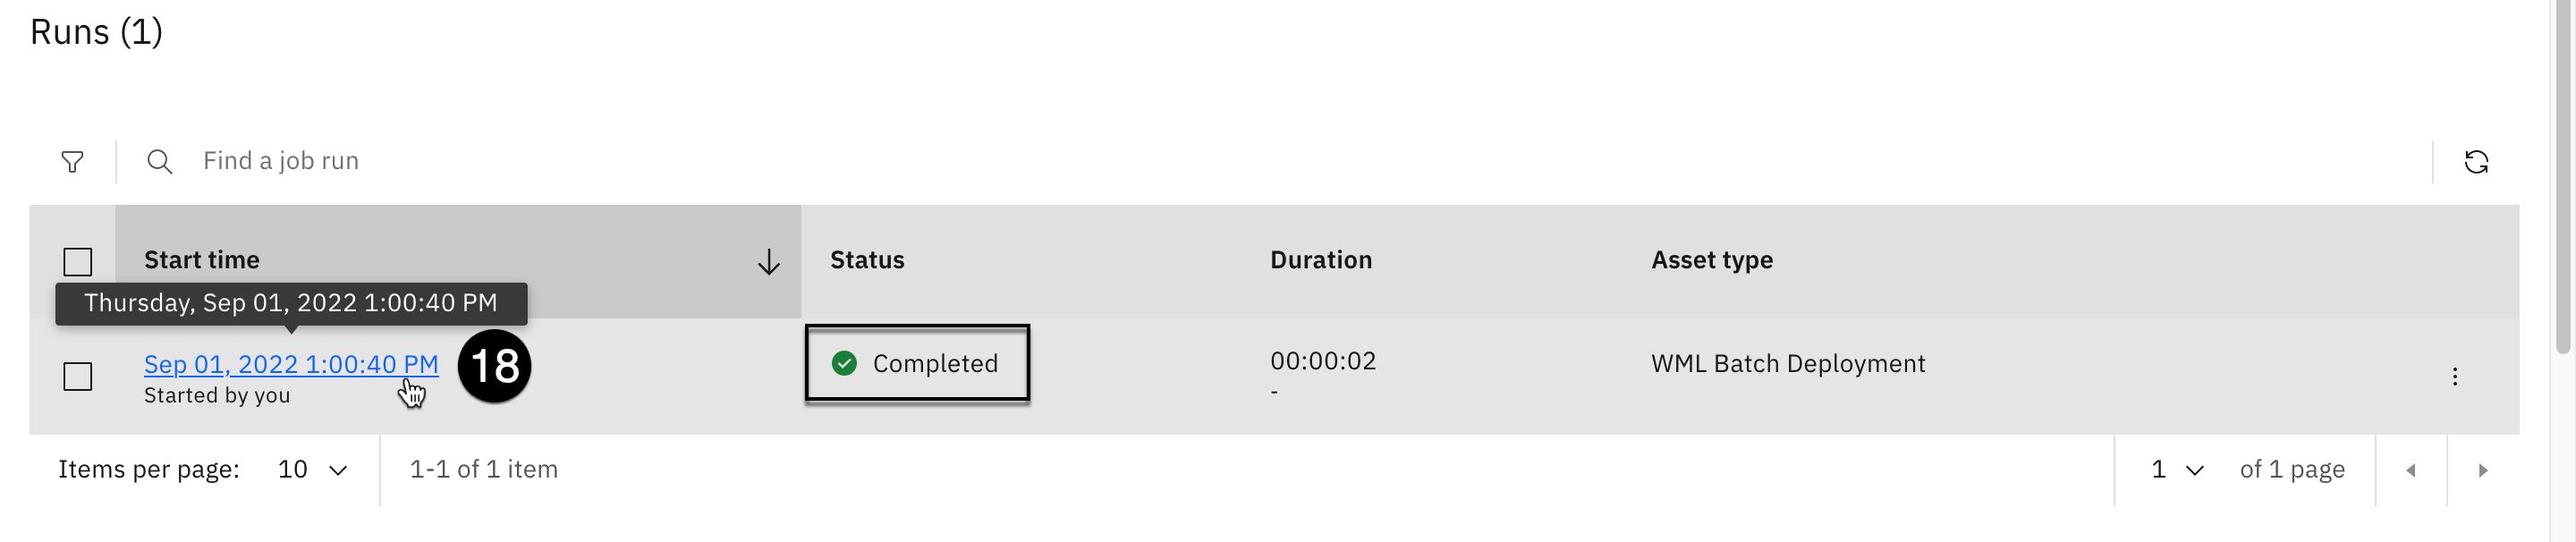 Runs (1)
Find a job run
Start time Status Duration Asset type
Thursday, Sep 01, 2022 1:00:40 PM
Sep 01, 2022 1:00:40 PM 18 Completed 00:00:02 WML Batch Deployment
Started by you -
Items per page: 10 1-1 of 1 item 1 of 1 page